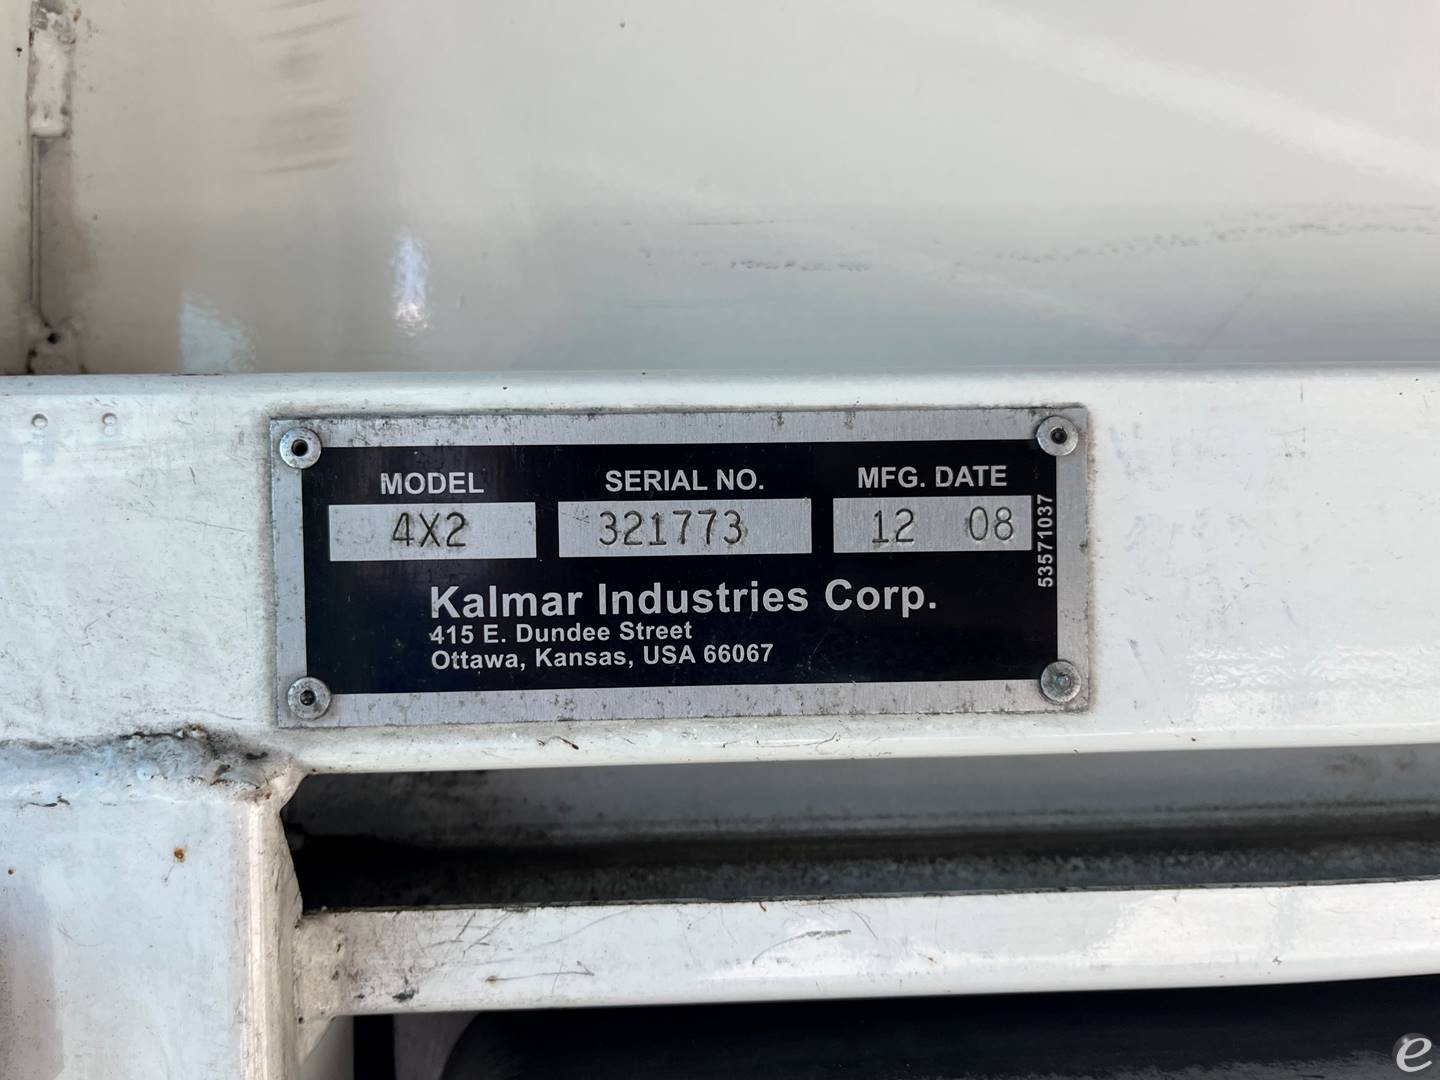 MODEL SERIAL NO. MFG. DATE
4X2 321773 12 08
53571037
Kalmar Industries Corp.
415 E. Dundee Street
Ottawa, Kansas, USA 66067
e